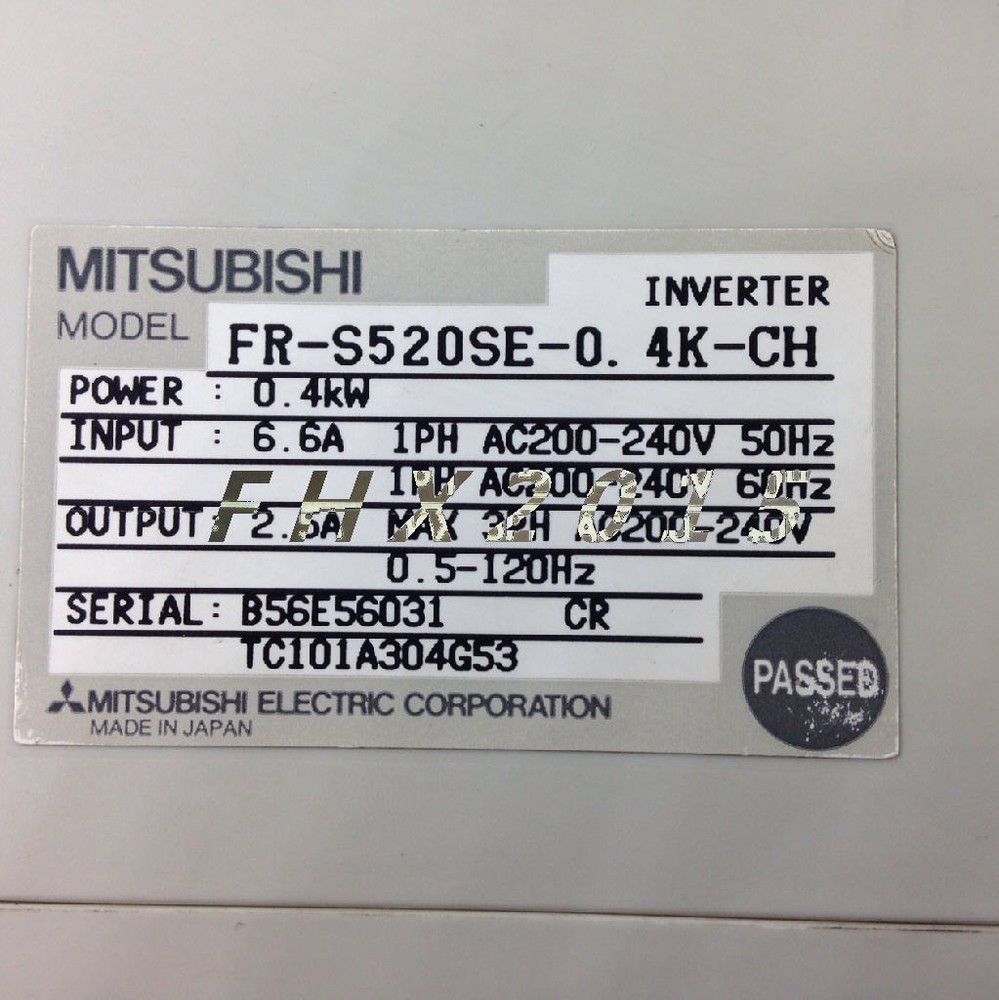 MITSUBISHI
INVERTER
MODEL FR-S520SE-0.4K-CH
POWER : 0.4kW
INPUT : 6.6A 1PH AC200-240V 50Hz
1PH AC200-240V 60Hz
FHX2015
OUTPUT: 2.5A MAX AC200-240V
0.5-120Hz
SERIAL: B56E56031 CR
TC101A304G53
PASSED
MITSUBISHI ELECTRIC CORPORATION
MADE IN JAPAN